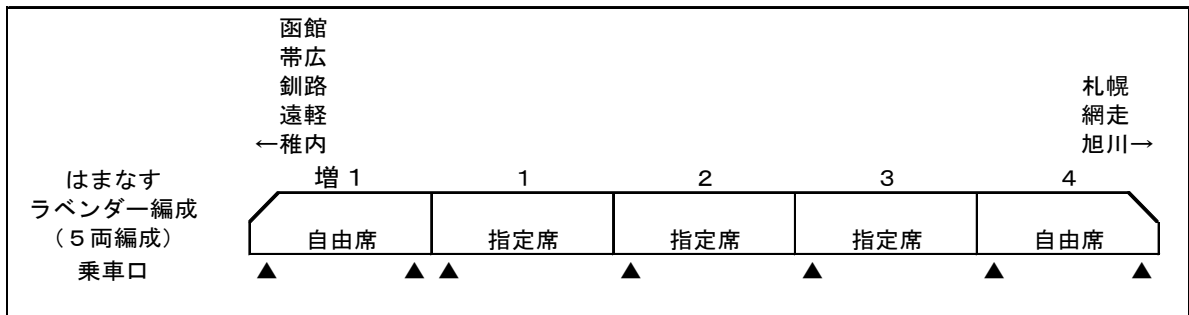 函館
帯広
釧路
遠軽
←稚内
札幌
網走
旭川→
はまなす
ラベンダー編成
（５両編成）
増１ １ ２ ３ ４
自由席 指定席 指定席 指定席 自由席
乗車口 ▲ ▲ ▲ ▲ ▲ ▲ ▲